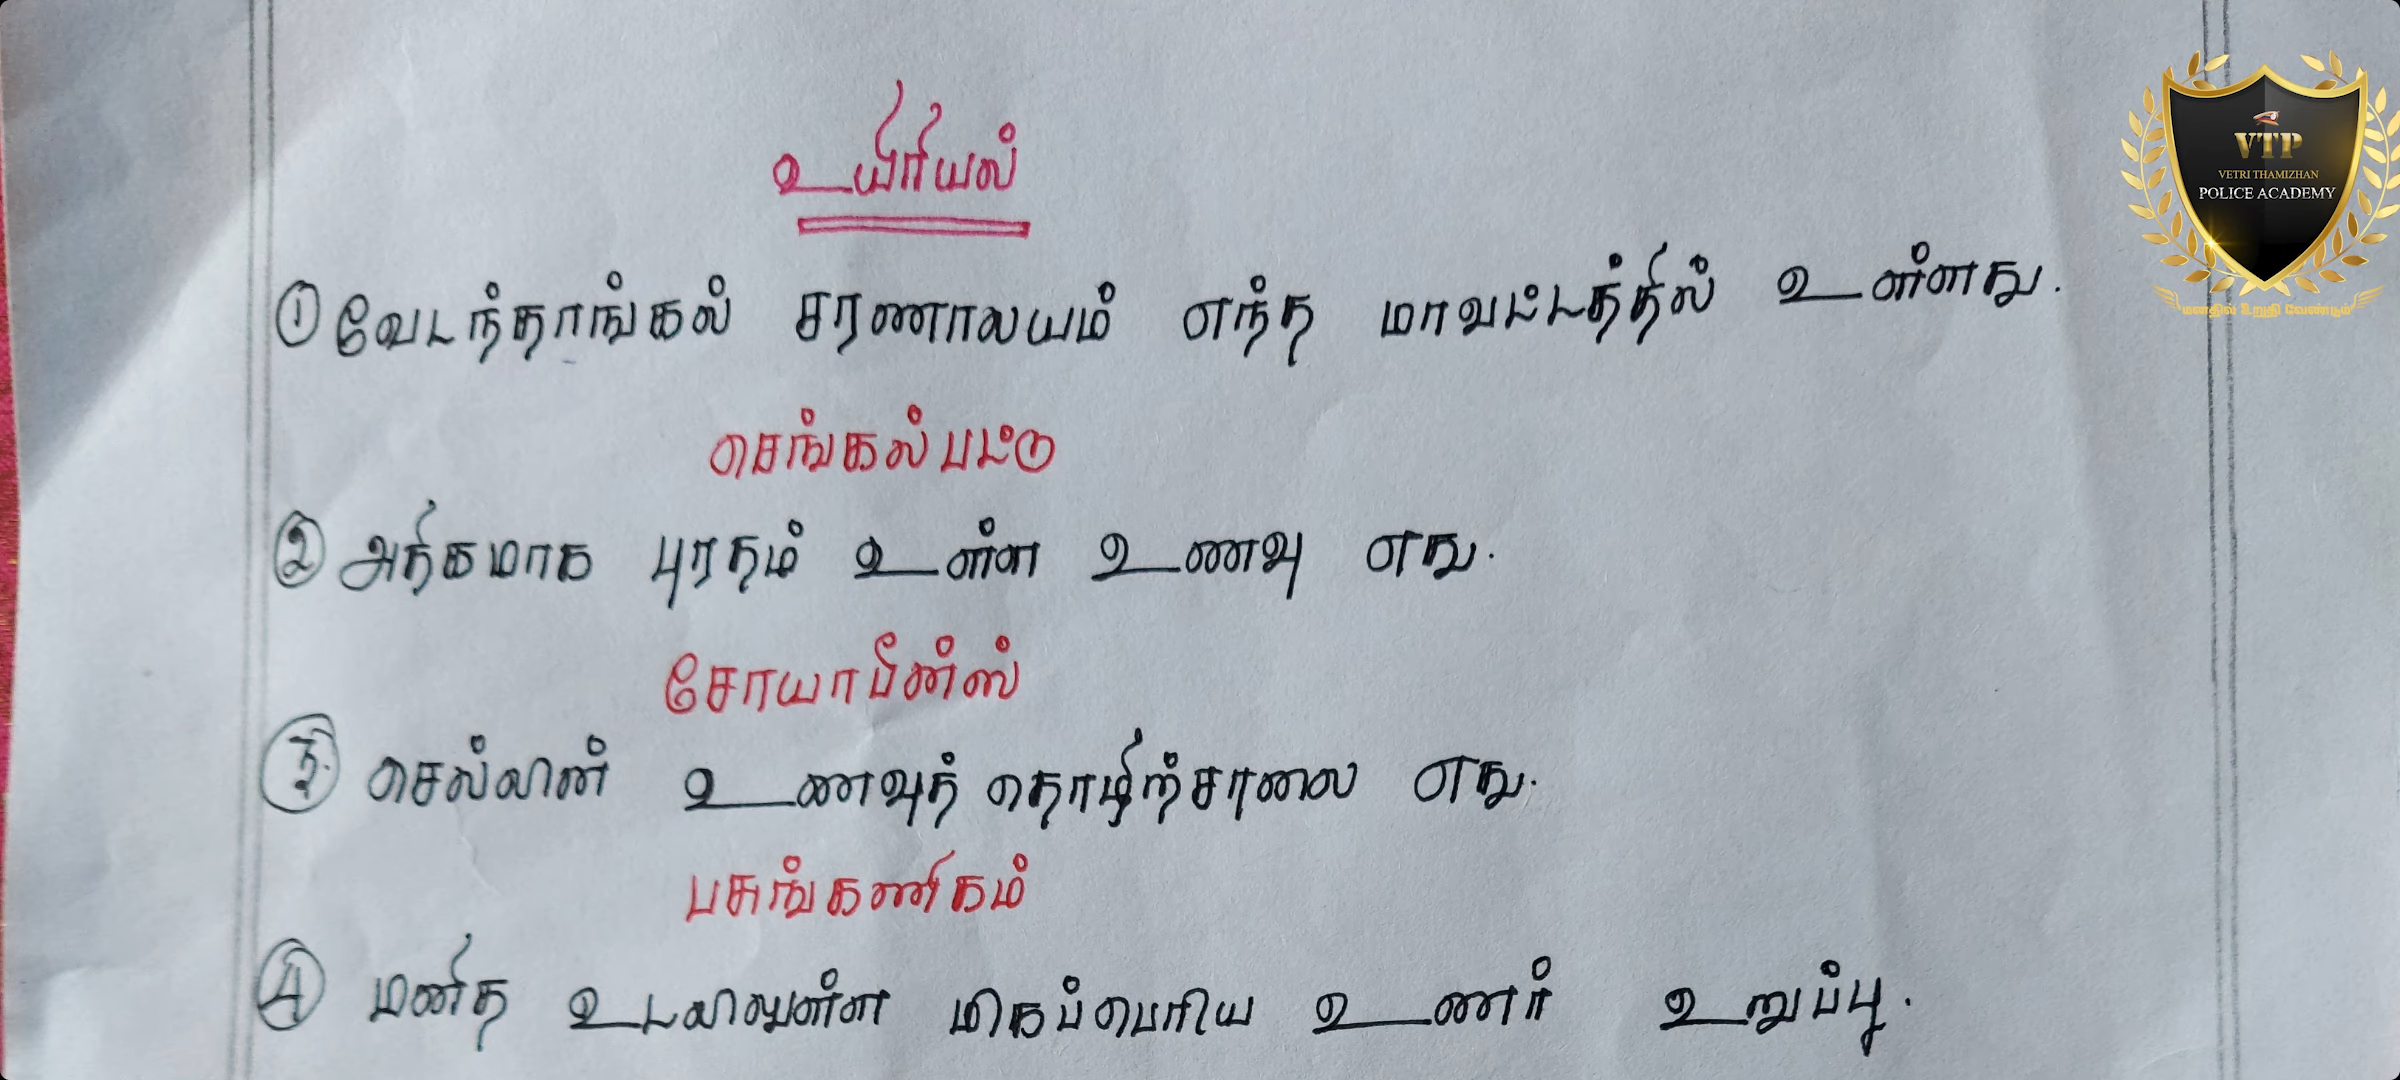 உயிரியல்
① வேடந்தாங்கல் சரணாலயம் எந்த மாவட்டத்தில் உள்ளது.
செங்கல்பட்டு
② அதிகமாக புரதம் உள்ள உணவு எது.
சோயாபீன்ஸ்
③ செல்லின் உணவுத் தொழிற்சாலை எது.
பசுங்கணிகம்
④ மனித உடலிலுள்ள மிகப்பெரிய உணர் உறுப்பு.
VTP
VETRI THAMIZHAN
POLICE ACADEMY
மனதில் உறுதி வேண்டும்